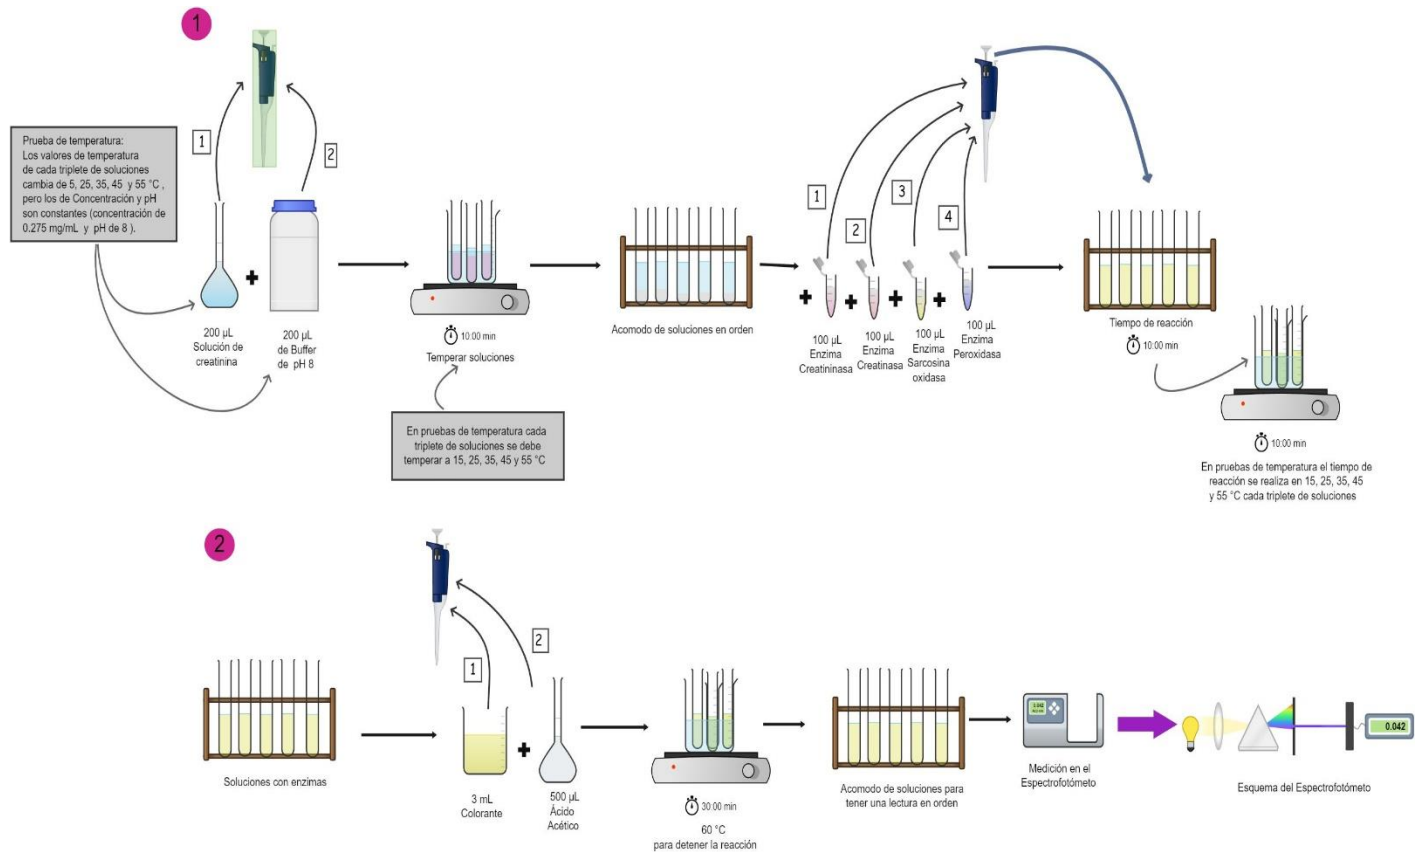 1
Prueba de temperatura:
Los valores de temperatura
de cada triplete de soluciones
cambia de 5, 25, 35, 45 y 55 °C ,
pero los de Concentración y pH
son constantes (concentración de
0.275 mg/mL y pH de 8 ).
1
2
200 µL
Solución de
creatinina
200 µL
de Buffer
de pH 8
10:00 min
Temperar soluciones
En pruebas de temperatura cada
triplete de soluciones se debe
temperar a 15, 25, 35, 45 y 55 °C
Acomodo de soluciones en orden
1
2
3
4
100 µL
Enzima
Creatininasa
100 µL
Enzima
Creatinasa
100 µL
Enzima
Sarcosina
oxidasa
100 µL
Enzima
Peroxidasa
Tiempo de reacción
10:00 min
10:00 min
En pruebas de temperatura el tiempo de
reacción se realiza en 15, 25, 35, 45
y 55 °C cada triplete de soluciones
2
Soluciones con enzimas
1
2
3 mL
Colorante
500 µL
Ácido
Acético
30:00 min
60 °C
para detener la reacción
Acomodo de soluciones para
tener una lectura en orden
Medición en el
Espectrofotómeto
0.042
Esquema del Espectrofotómeto